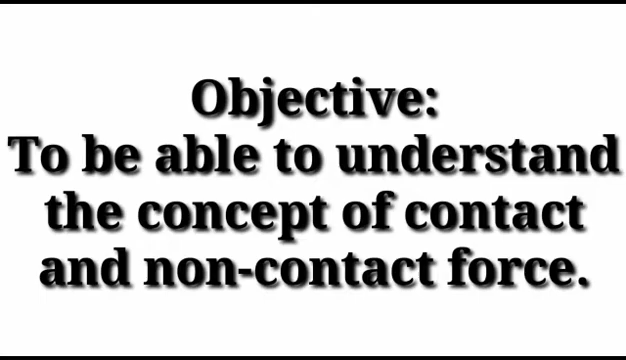 Objective:
To be able to understand
the concept of contact
and non-contact force.